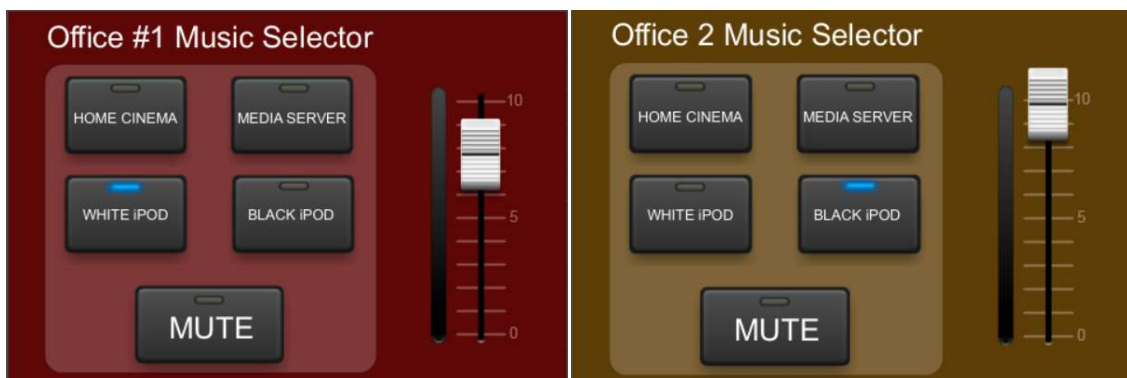 Office #1 Music Selector
HOME CINEMA
MEDIA SERVER
WHITE iPOD
BLACK iPOD
MUTE
10
5
0
Office 2 Music Selector
HOME CINEMA
MEDIA SERVER
WHITE iPOD
BLACK iPOD
MUTE
10
5
0